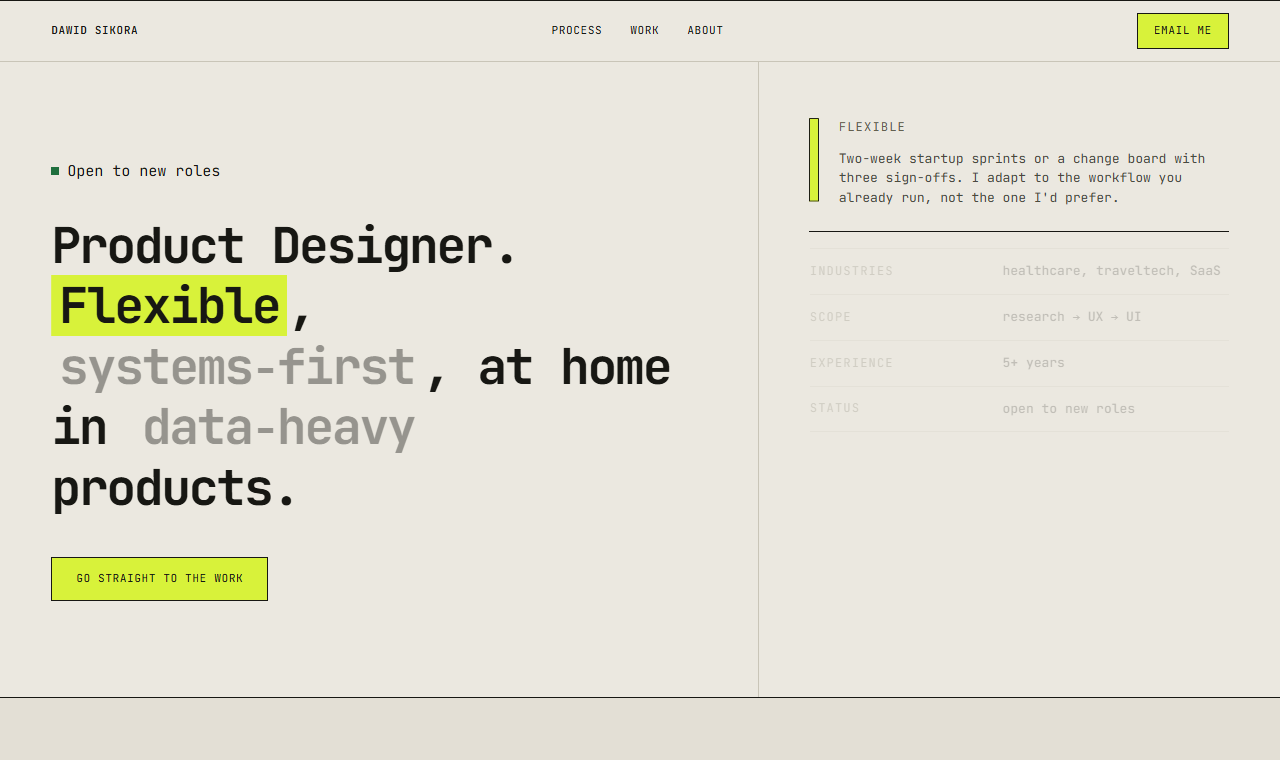 DAWID SIKORA
PROCESS WORK ABOUT
EMAIL ME
Open to new roles
Product Designer.
Flexible,
systems-first, at home
in data-heavy
products.
GO STRAIGHT TO THE WORK
FLEXIBLE
Two-week startup sprints or a change board with
three sign-offs. I adapt to the workflow you
already run, not the one I'd prefer.
INDUSTRIES healthcare, traveltech, SaaS
SCOPE research → UX → UI
EXPERIENCE 5+ years
STATUS open to new roles